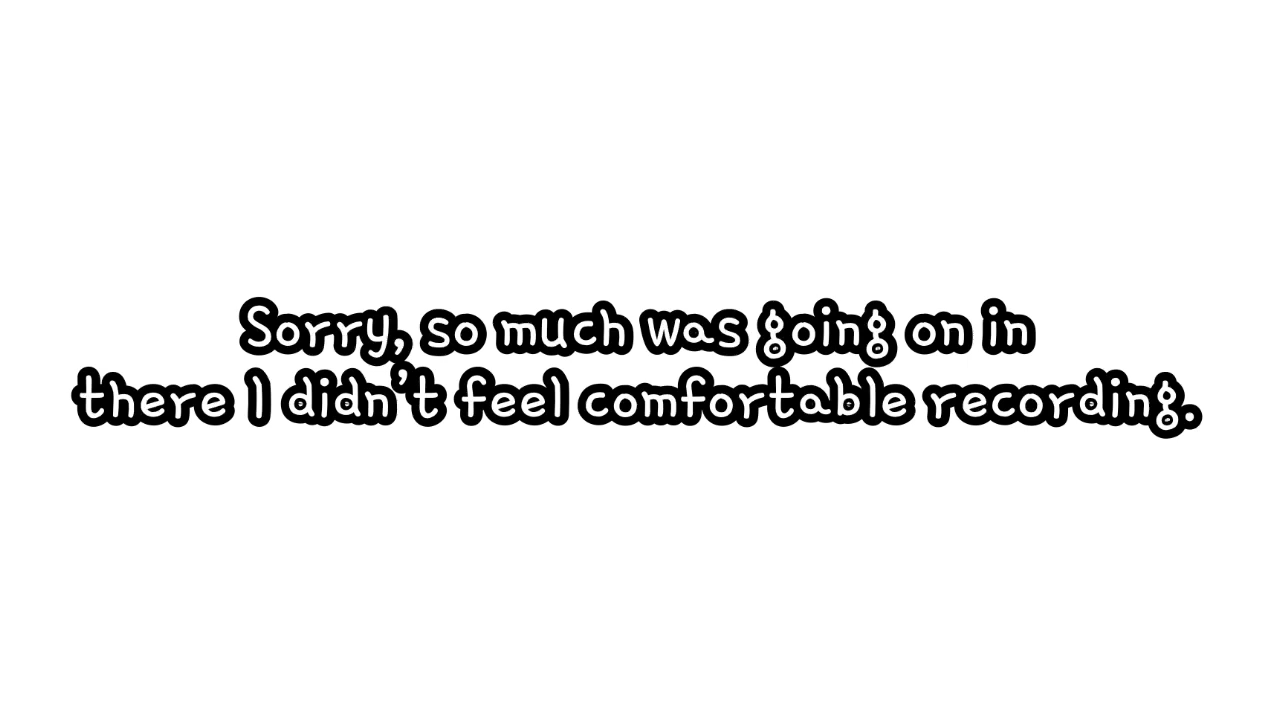 Sorry, so much was going on in
there I didn't feel comfortable recording.